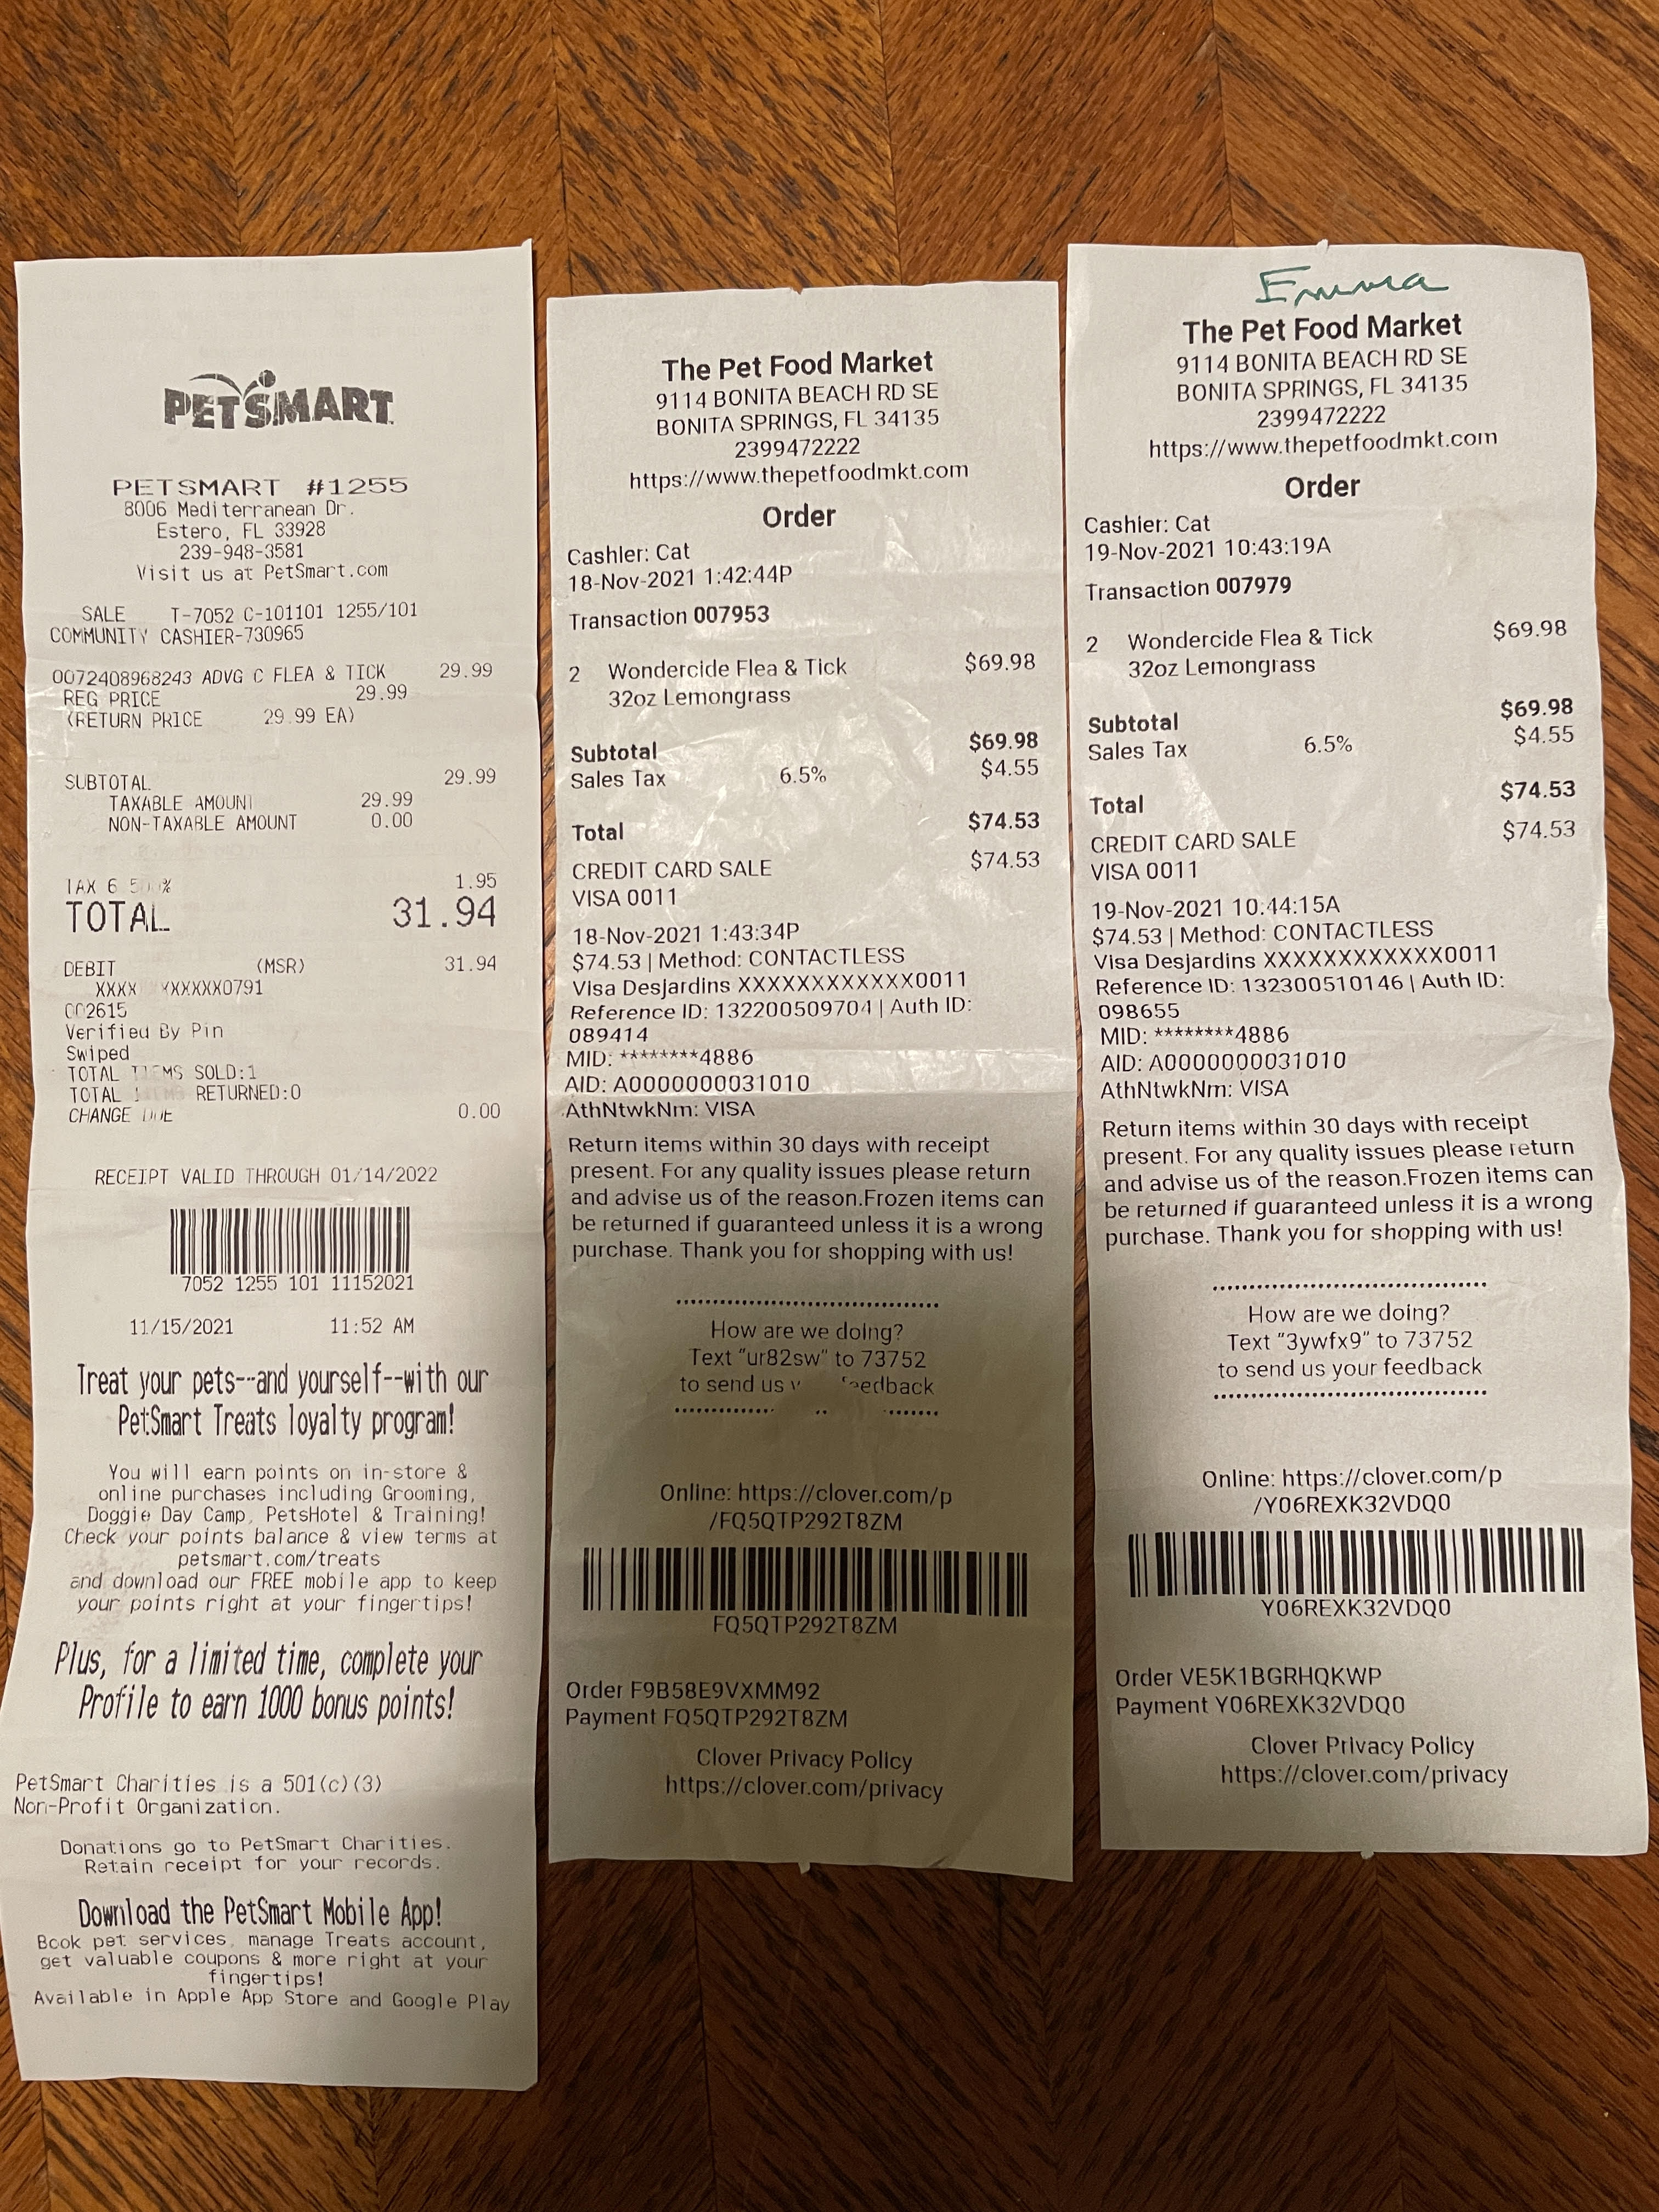 PETSMART
PETSMART #1255
8006 Mediterranean Dr.
Estero, FL 33928
239-948-3581
Visit us at PetSmart.com
SALE T-7052 C-101101 1255/101
COMMUNITY CASHIER-730965
0072408968243 ADVG C FLEA & TICK 29.99
REG PRICE 29.99
(RETURN PRICE 29.99 EA)
SUBTOTAL 29.99
TAXABLE AMOUNT 29.99
NON-TAXABLE AMOUNT 0.00
TAX 6.500% 1.95
TOTAL 31.94
DEBIT (MSR) 31.94
XXXX XXXXXX0791
002615
Verified By Pin
Swiped
TOTAL ITEMS SOLD:1
TOTAL RETURNED:0
CHANGE DUE 0.00
RECEIPT VALID THROUGH 01/14/2022
7052 1255 101 11152021
11/15/2021 11:52 AM
Treat your pets--and yourself--with our
PetSmart Treats loyalty program!
You will earn points on in-store &
online purchases including Grooming,
Doggie Day Camp, PetsHotel & Training!
Check your points balance & view terms at
petsmart.com/treats
and download our FREE mobile app to keep
your points right at your fingertips!
Plus, for a limited time, complete your
Profile to earn 1000 bonus points!
PetSmart Charities is a 501(c)(3)
Non-Profit Organization.
Donations go to PetSmart Charities.
Retain receipt for your records.
Download the PetSmart Mobile App!
Book pet services, manage Treats account,
get valuable coupons & more right at your
fingertips!
Available in Apple App Store and Google Play
The Pet Food Market
9114 BONITA BEACH RD SE
BONITA SPRINGS, FL 34135
2399472222
https://www.thepetfoodmkt.com
Order
Cashier: Cat
18-Nov-2021 1:42:44P
Transaction 007953
2 Wondercide Flea & Tick $69.98
32oz Lemongrass
Subtotal $69.98
Sales Tax 6.5% $4.55
Total $74.53
CREDIT CARD SALE $74.53
VISA 0011
18-Nov-2021 1:43:34P
$74.53 | Method: CONTACTLESS
Visa Desjardins XXXXXXXXXXXX0011
Reference ID: 132200509704 | Auth ID:
089414
MID: ********4886
AID: A0000000031010
AthNtwkNm: VISA
Return items within 30 days with receipt
present. For any quality issues please return
and advise us of the reason.Frozen items can
be returned if guaranteed unless it is a wrong
purchase. Thank you for shopping with us!
How are we doing?
Text "ur82sw" to 73752
to send us feedback
Online: https://clover.com/p
/FQ5QTP292T8ZM
FQ5QTP292T8ZM
Order F9B58E9VXMM92
Payment FQ5QTP292T8ZM
Clover Privacy Policy
https://clover.com/privacy
Emma
The Pet Food Market
9114 BONITA BEACH RD SE
BONITA SPRINGS, FL 34135
2399472222
https://www.thepetfoodmkt.com
Order
Cashier: Cat
19-Nov-2021 10:43:19A
Transaction 007979
2 Wondercide Flea & Tick $69.98
32oz Lemongrass
Subtotal $69.98
Sales Tax 6.5% $4.55
Total $74.53
CREDIT CARD SALE $74.53
VISA 0011
19-Nov-2021 10:44:15A
$74.53 | Method: CONTACTLESS
Visa Desjardins XXXXXXXXXXXX0011
Reference ID: 132300510146 | Auth ID:
098655
MID: ********4886
AID: A0000000031010
AthNtwkNm: VISA
Return items within 30 days with receipt
present. For any quality issues please return
and advise us of the reason.Frozen items can
be returned if guaranteed unless it is a wrong
purchase. Thank you for shopping with us!
How are we doing?
Text "3ywfx9" to 73752
to send us your feedback
Online: https://clover.com/p
/Y06REXK32VDQ0
Y06REXK32VDQ0
Order VE5K1BGRHQKWP
Payment Y06REXK32VDQ0
Clover Privacy Policy
https://clover.com/privacy